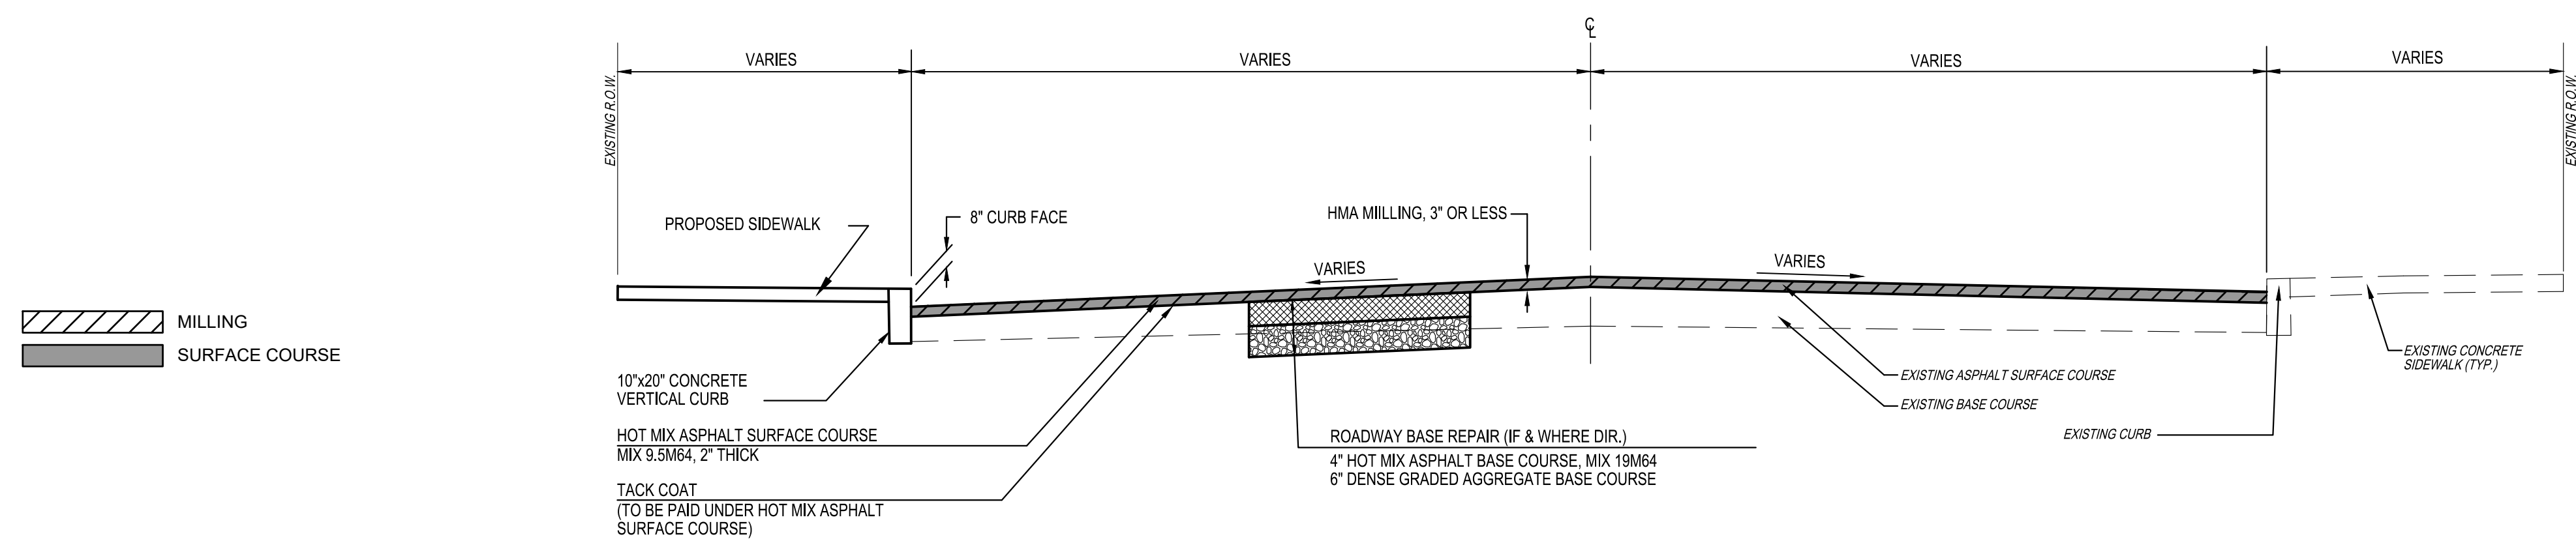 ℄
VARIES
VARIES
VARIES
VARIES
EXISTING R.O.W.
EXISTING R.O.W.
PROPOSED SIDEWALK
8" CURB FACE
HMA MIILLING, 3" OR LESS
VARIES
VARIES
MILLING
SURFACE COURSE
10"x20" CONCRETE
VERTICAL CURB
HOT MIX ASPHALT SURFACE COURSE
MIX 9.5M64, 2" THICK
TACK COAT
(TO BE PAID UNDER HOT MIX ASPHALT
SURFACE COURSE)
ROADWAY BASE REPAIR (IF & WHERE DIR.)
4" HOT MIX ASPHALT BASE COURSE, MIX 19M64
6" DENSE GRADED AGGREGATE BASE COURSE
EXISTING ASPHALT SURFACE COURSE
EXISTING BASE COURSE
EXISTING CURB
EXISTING CONCRETE
SIDEWALK (TYP.)